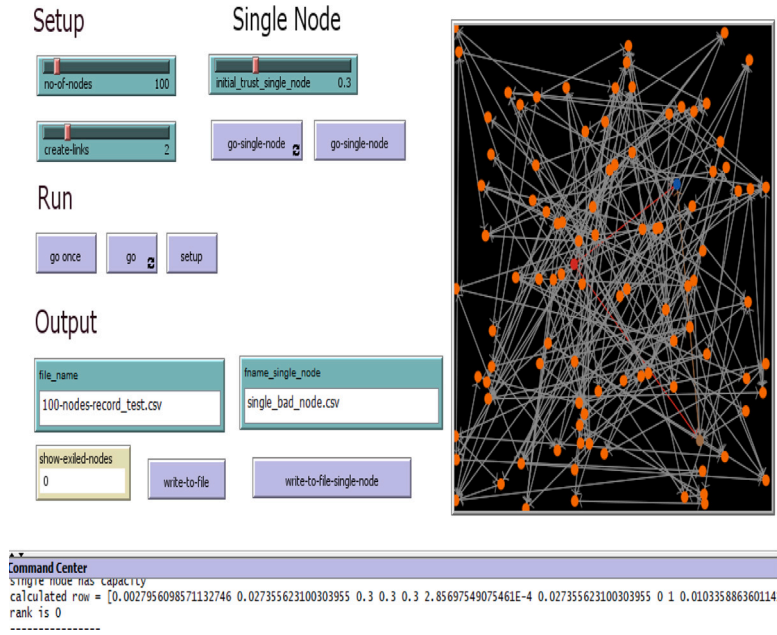 Setup
Single Node
no-of-nodes 100
initial_trust_single_node 0.3
create-links 2
go-single-node
go-single-node
Run
go once
go
setup
Output
file_name
100-nodes-record_test.csv
fname_single_node
single_bad_node.csv
show-exiled-nodes
0
write-to-file
write-to-file-single-node
Command Center
single node has capacity
calculated row = [0.0027956098571132746 0.027355623100303955 0.3 0.3 0.3 2.85697549075461E-4 0.027355623100303955 0 1 0.010335886360114
rank is 0
----------------